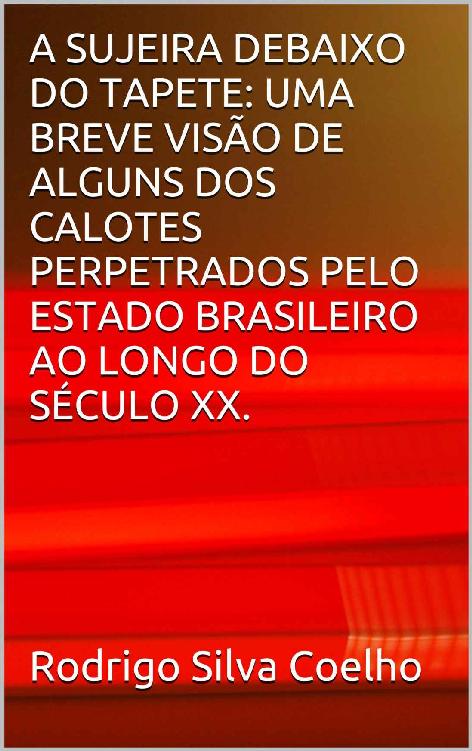 A SUJEIRA DEBAIXO
DO TAPETE: UMA
BREVE VISÃO DE
ALGUNS DOS
CALOTES
PERPETRADOS PELO
ESTADO BRASILEIRO
AO LONGO DO
SÉCULO XX.
Rodrigo Silva Coelho